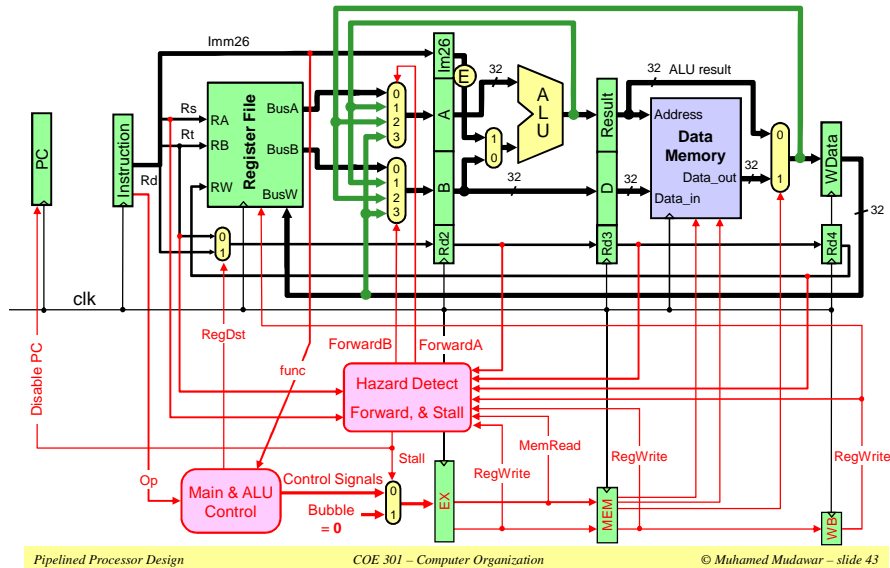 Imm26
PC
Instruction
Rs
Rt
Rd
RA
RB
RW
Register File
BusA
BusB
BusW
0
1
2
3
0
1
2
3
0
1
Im26
A
B
Rd2
E
1
0
32
32
A
L
U
Result
D
Rd3
32
32
ALU result
Address
Data
Memory
Data_out
Data_in
32
0
1
WData
Rd4
32
clk
RegDst
ForwardB
ForwardA
func
Disable PC
Hazard Detect
Forward, & Stall
Stall
MemRead
RegWrite
RegWrite
RegWrite
Op
Main & ALU
Control
Control Signals
Bubble
= 0
0
1
EX
MEM
WB
Pipelined Processor Design
COE 301 – Computer Organization
© Muhamed Mudawar – slide 43